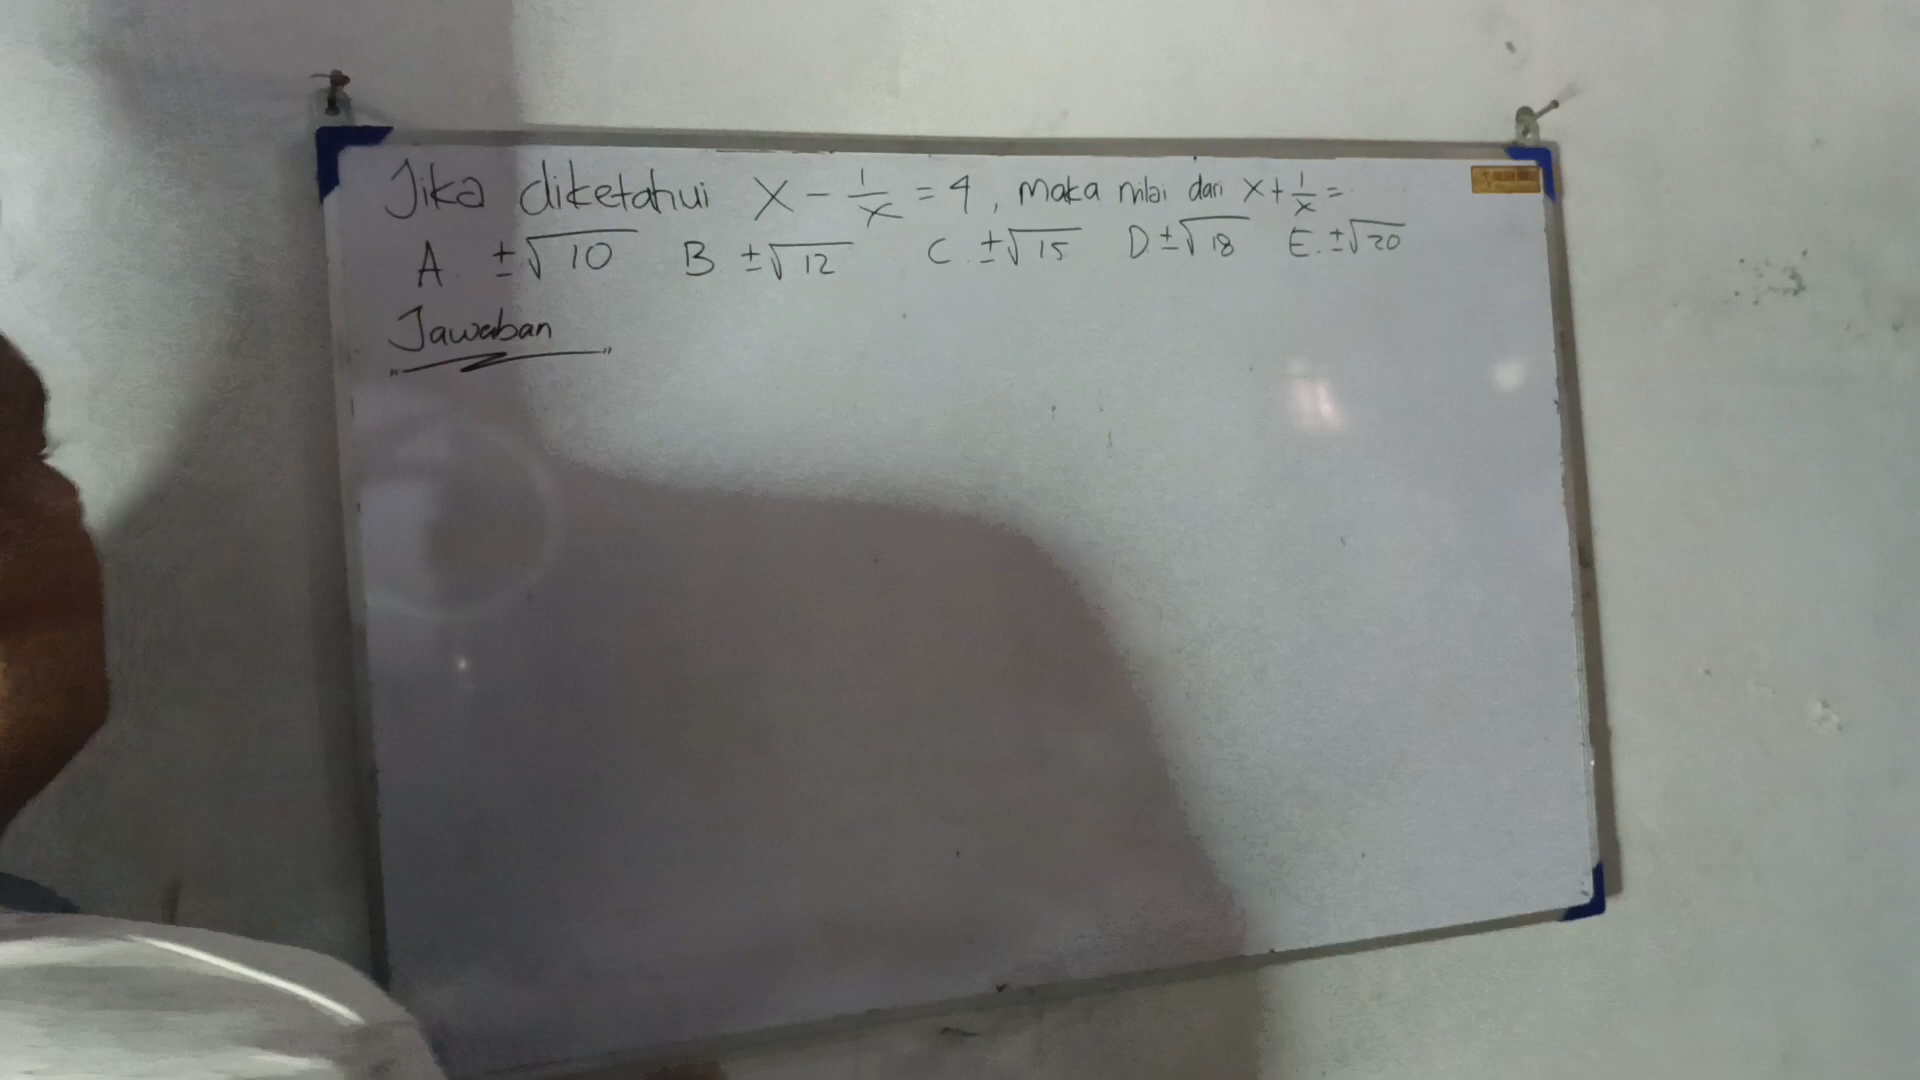 Jika diketahui x - 1/x = 4, maka nilai dari x + 1/x =
A. ±√10 B. ±√12 C. ±√15 D. ±√18 E. ±√20
Jawaban